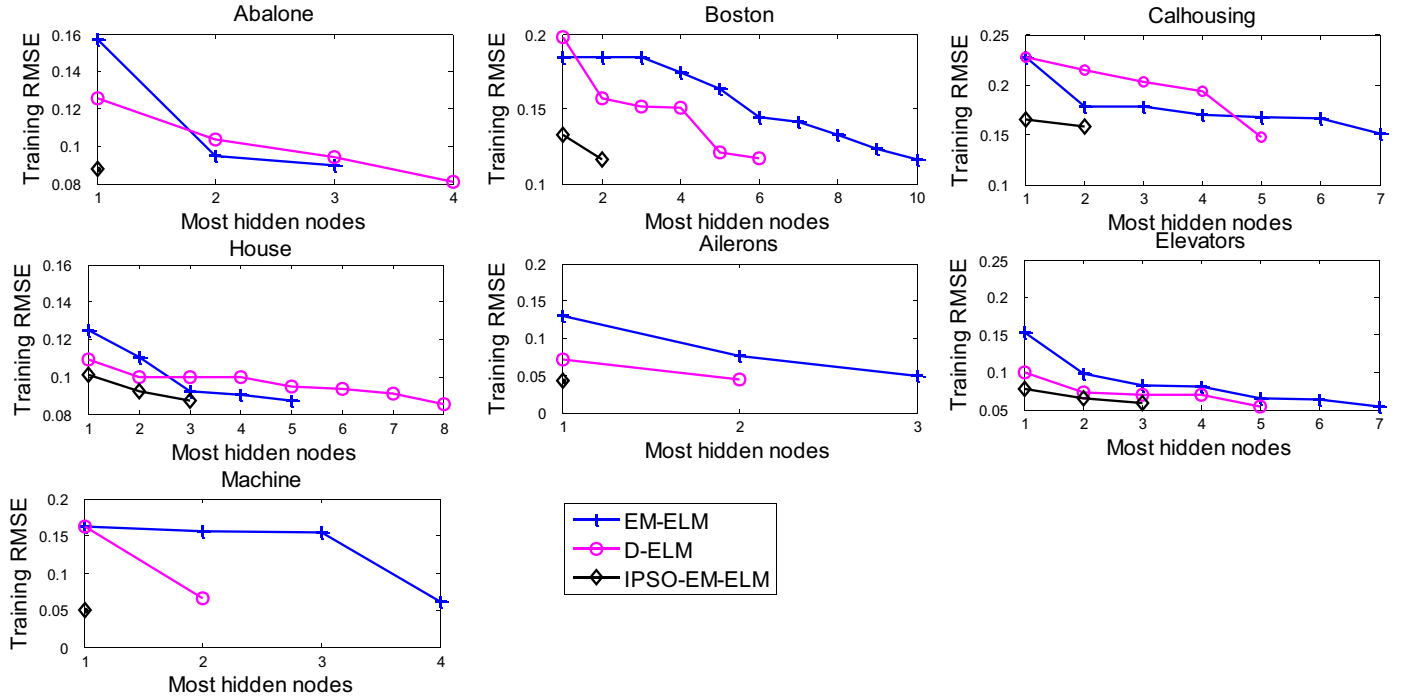 Abalone
Training RMSE
0.16
0.14
0.12
0.1
0.08
1 2 3 4
Most hidden nodes
Boston
Training RMSE
0.2
0.15
0.1
2 4 6 8 10
Most hidden nodes
Calhousing
Training RMSE
0.25
0.2
0.15
0.1
1 2 3 4 5 6 7
Most hidden nodes
House
Training RMSE
0.16
0.14
0.12
0.1
0.08
1 2 3 4 5 6 7 8
Most hidden nodes
Ailerons
Training RMSE
0.2
0.15
0.1
0.05
0
1 2 3
Most hidden nodes
Elevators
Training RMSE
0.25
0.2
0.15
0.1
0.05
1 2 3 4 5 6 7
Most hidden nodes
Machine
Training RMSE
0.2
0.15
0.1
0.05
0
1 2 3 4
Most hidden nodes
EM-ELM
D-ELM
IPSO-EM-ELM